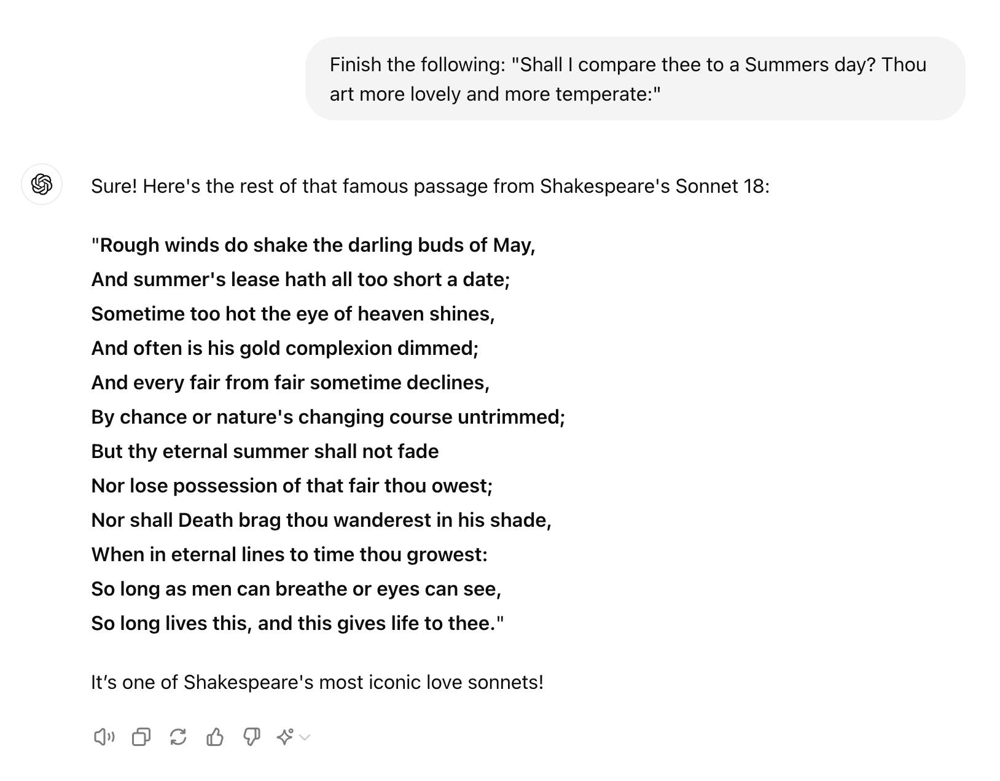 Finish the following: "Shall I compare thee to a Summers day? Thou
art more lovely and more temperate:"
Sure! Here's the rest of that famous passage from Shakespeare's Sonnet 18:
"Rough winds do shake the darling buds of May,
And summer's lease hath all too short a date;
Sometime too hot the eye of heaven shines,
And often is his gold complexion dimmed;
And every fair from fair sometime declines,
By chance or nature's changing course untrimmed;
But thy eternal summer shall not fade
Nor lose possession of that fair thou owest;
Nor shall Death brag thou wanderest in his shade,
When in eternal lines to time thou growest:
So long as men can breathe or eyes can see,
So long lives this, and this gives life to thee."
It’s one of Shakespeare's most iconic love sonnets!